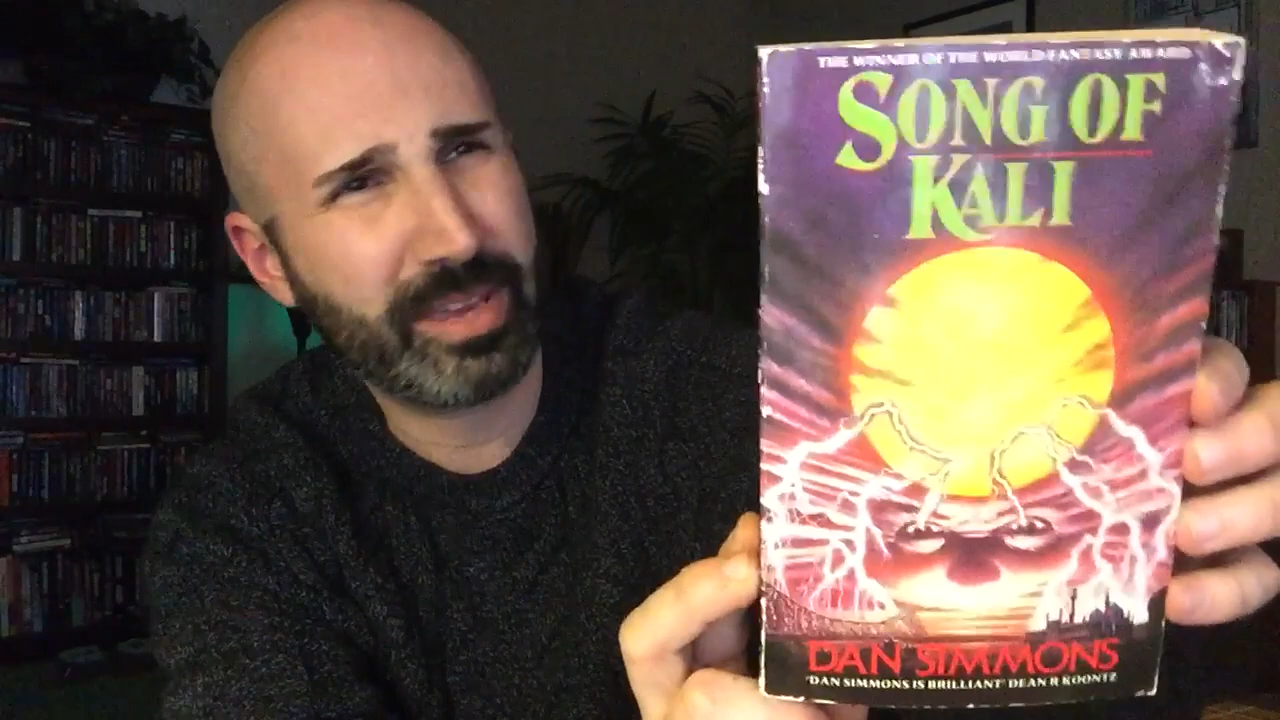 THE WINNER OF THE WORLD FANTASY AWARD
SONG OF
KALI
DAN SIMMONS
'DAN SIMMONS IS BRILLIANT' DEAN R KOONTZ